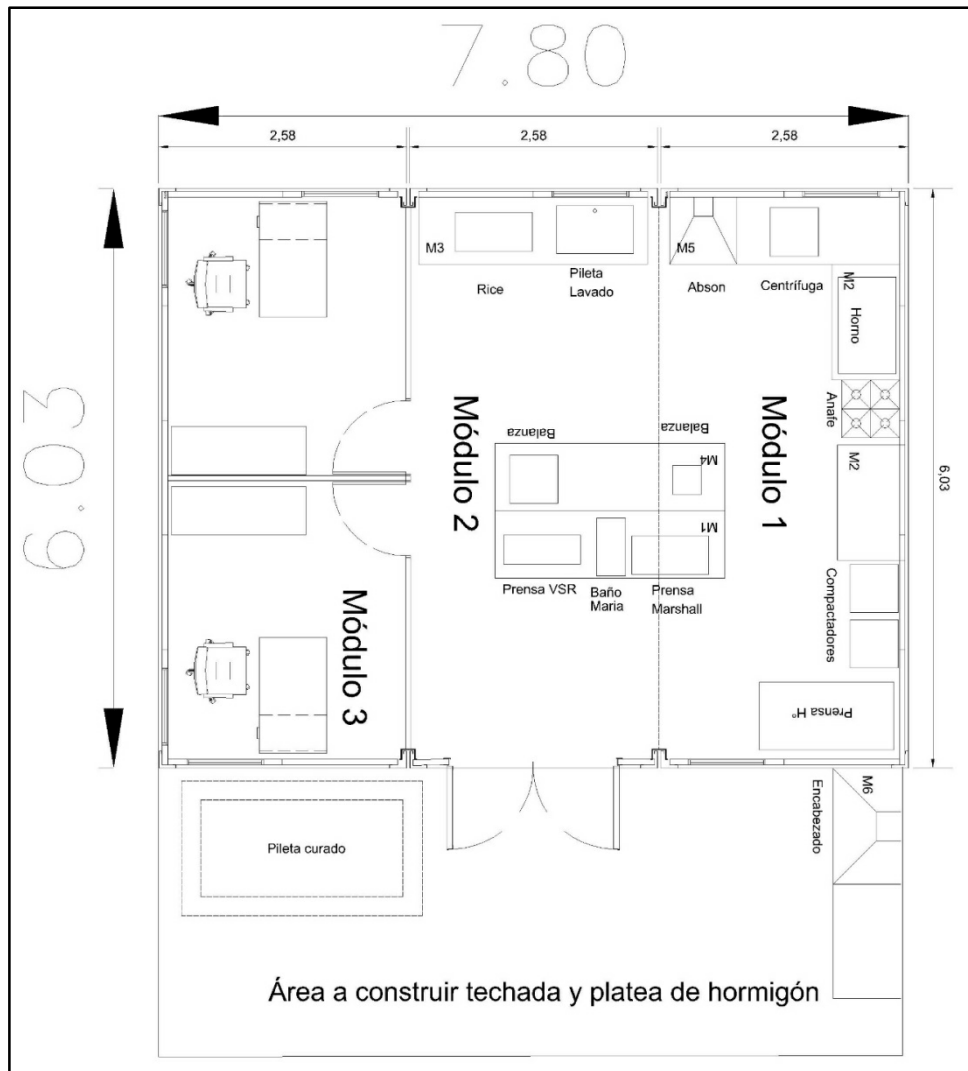 7.80
2,58
2,58
2,58
6.03
6,03
M3
Rice
Pileta
Lavado
M5
Abson
Centrífuga
M2
Horno
Anafe
M2
Módulo 2
Módulo 1
Balanza
Balanza
M4
M1
Prensa VSR
Baño
Maria
Prensa
Marshall
Compactadores
Módulo 3
Prensa H°
M6
Encabezado
Pileta curado
Área a construir techada y platea de hormigón